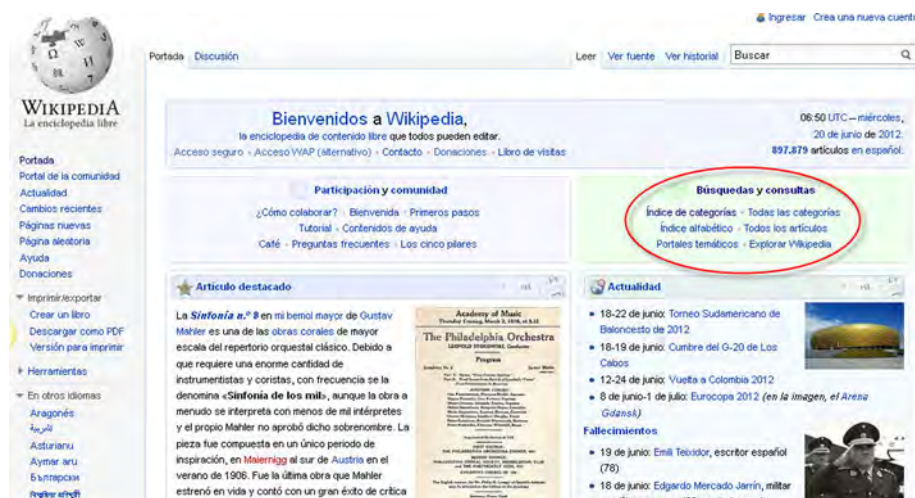 Ingresar Crea una nueva cuent
Portada Discusión Leer Ver fuente Ver historial Buscar
WIKIPEDIA
La enciclopedia libre
Portada
Portal de la comunidad
Actualidad
Cambios recientes
Páginas nuevas
Página aleatoria
Ayuda
Donaciones
Imprimir/exportar
Crear un libro
Descargar como PDF
Versión para imprimir
Herramientas
En otros idiomas
Aragonés
العربية
Asturianu
Aymar aru
Български
Bienvenidos a Wikipedia,
la enciclopedia de contenido libre que todos pueden editar.
Acceso seguro · Acceso WAP (alternativo) · Contacto · Donaciones · Libro de visitas
06:50 UTC – miércoles,
20 de junio de 2012.
897.879 artículos en español.
Participación y comunidad
¿Cómo colaborar? · Bienvenida · Primeros pasos
Tutorial · Contenidos de ayuda
Café · Preguntas frecuentes · Los cinco pilares
Búsquedas y consultas
Índice de categorías · Todas las categorías
Índice alfabético · Todos los artículos
Portales temáticos · Explorar Wikipedia
Artículo destacado
La Sinfonía n.º 8 en mi bemol mayor de Gustav
Mahler es una de las obras corales de mayor
escala del repertorio orquestal clásico. Debido a
que requiere una enorme cantidad de
instrumentistas y coristas, con frecuencia se la
denomina «Sinfonía de los mil», aunque la obra a
menudo se interpreta con menos de mil intérpretes
y el propio Mahler no aprobó dicho sobrenombre. La
pieza fue compuesta en un único periodo de
inspiración, en Maiernigg al sur de Austria en el
verano de 1906. Fue la última obra que Mahler
estrenó en vida y contó con un gran éxito de crítica
Academy of Music
The Philadelphia Orchestra
LEOPOLD STOKOWSKI, Conductor
Program
Actualidad
18-22 de junio: Torneo Sudamericano de
Baloncesto de 2012
18-19 de junio: Cumbre del G-20 de Los
Cabos
12-24 de junio: Vuelta a Colombia 2012
8 de junio-1 de julio: Eurocopa 2012 (en la imagen, el Arena
Gdansk)
Fallecimientos
19 de junio: Emili Teixidor, escritor español
(78)
18 de junio: Edgardo Mercado Jarrín, militar